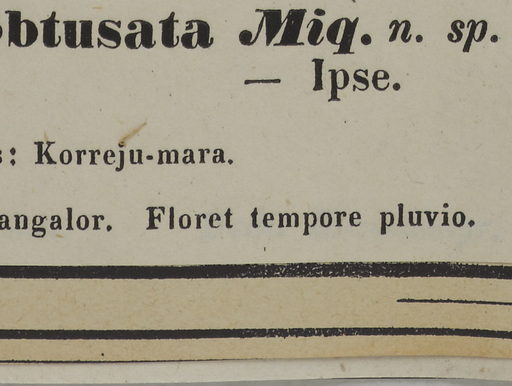 obtusata Miq. n. sp.
— Ipse.
s: Korreju-mara.
angalor. Floret tempore pluvio.